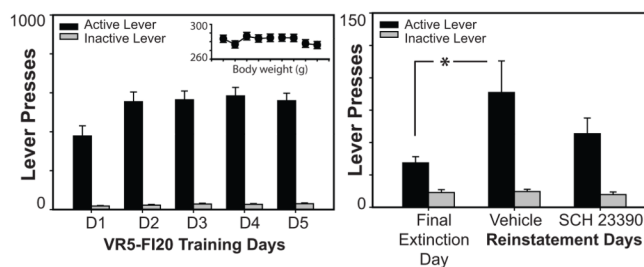 1000
Active Lever
Inactive Lever
300
260
Body weight (g)
Lever Presses
0
D1 D2 D3 D4 D5
VR5-FI20 Training Days
150
Active Lever
Inactive Lever
*
Lever Presses
0
Final Extinction Day
Vehicle
SCH 23390
Reinstatement Days